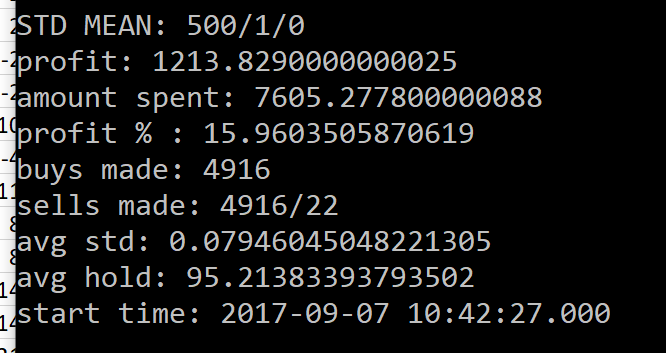 STD MEAN: 500/1/0
profit: 1213.8290000000025
amount spent: 7605.277800000088
profit % : 15.9603505870619
buys made: 4916
sells made: 4916/22
avg std: 0.07946045048221305
avg hold: 95.21383393793502
start time: 2017-09-07 10:42:27.000